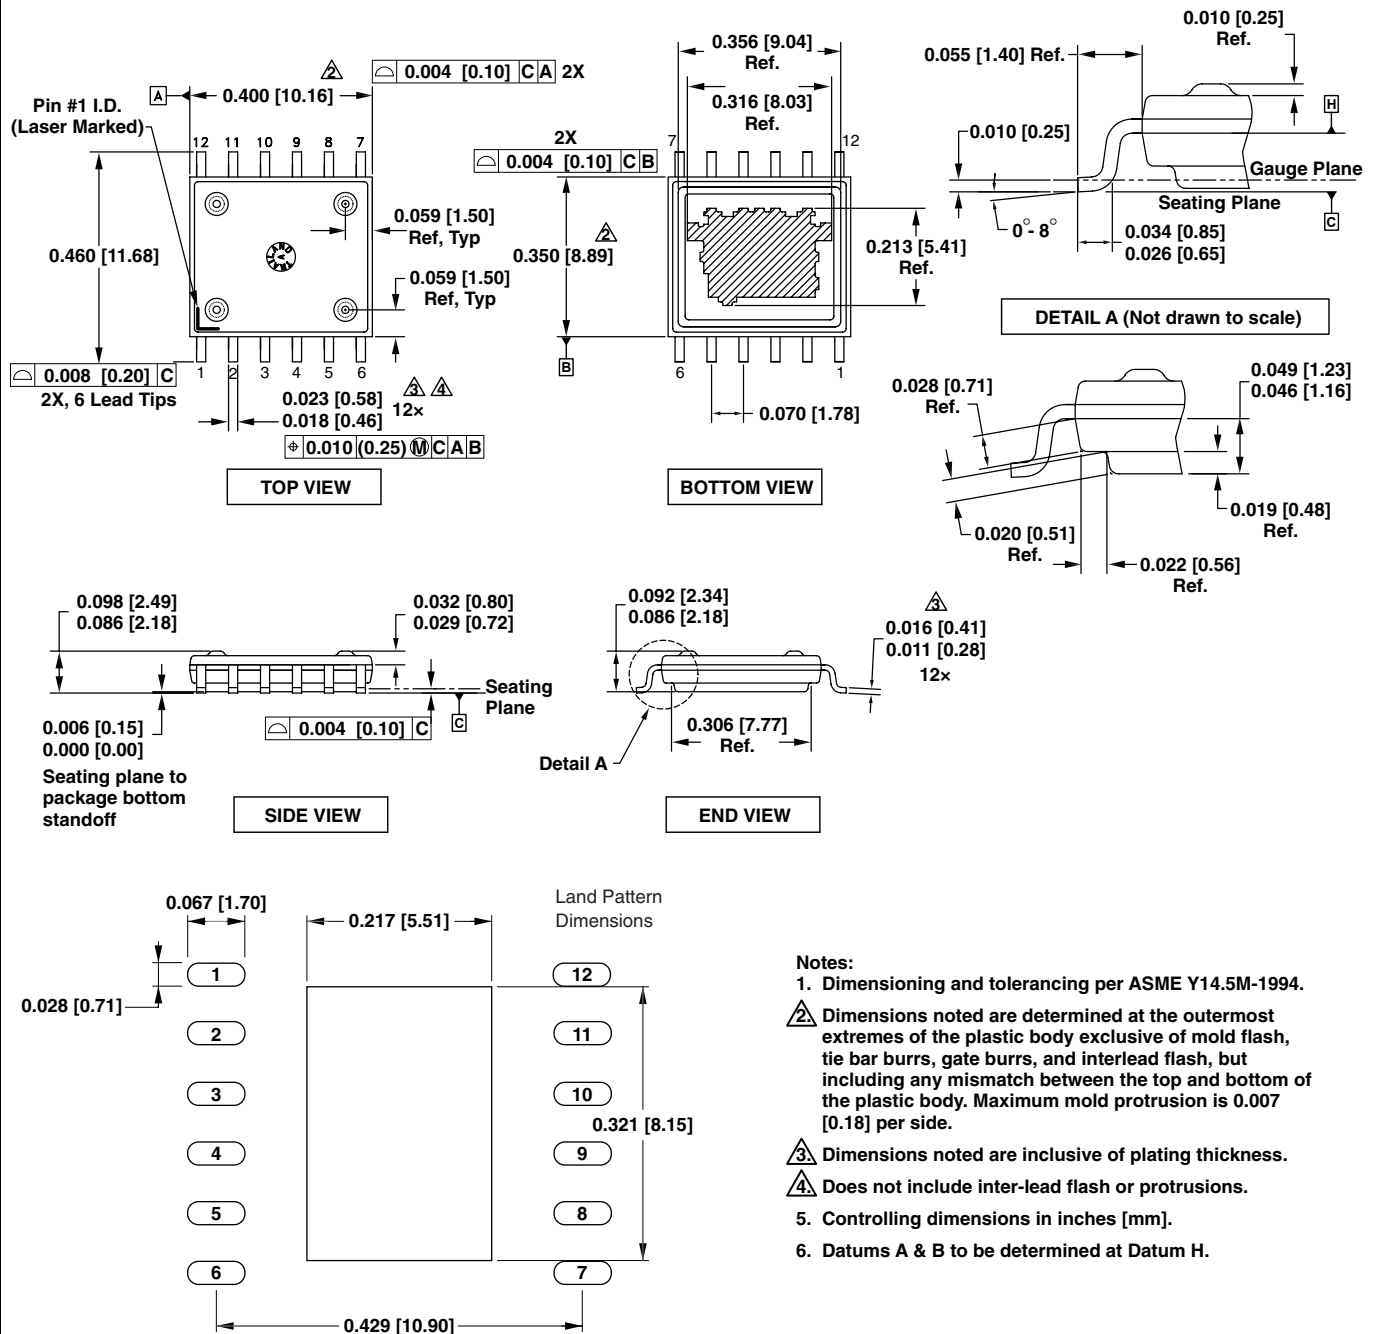 0.010 [0.25]
Ref.
0.356 [9.04]
Ref.
0.055 [1.40] Ref.
2
0.004 [0.10] C A 2X
A
0.400 [10.16]
0.316 [8.03]
Ref.
H
Pin #1 I.D.
(Laser Marked)
0.010 [0.25]
12 11 10 9 8 7
2X
7 12
0.004 [0.10] C B
Gauge Plane
Seating Plane
C
0° - 8°
0.034 [0.85]
0.026 [0.65]
0.059 [1.50]
Ref, Typ
2
0.460 [11.68]
0.350 [8.89]
0.213 [5.41]
Ref.
0.059 [1.50]
Ref, Typ
DETAIL A (Not drawn to scale)
B
1 2 3 4 5 6
6 1
0.008 [0.20] C
2X, 6 Lead Tips
0.023 [0.58]
0.018 [0.46]
3 4
12×
0.070 [1.78]
0.028 [0.71]
Ref.
0.049 [1.23]
0.046 [1.16]
⌖ 0.010 (0.25) Ⓜ C A B
TOP VIEW
BOTTOM VIEW
0.019 [0.48]
Ref.
0.020 [0.51]
Ref.
0.022 [0.56]
Ref.
0.098 [2.49]
0.086 [2.18]
0.032 [0.80]
0.029 [0.72]
0.092 [2.34]
0.086 [2.18]
3
0.016 [0.41]
0.011 [0.28]
12×
Seating
Plane
C
0.006 [0.15]
0.000 [0.00]
Seating plane to
package bottom
standoff
0.004 [0.10] C
0.306 [7.77]
Ref.
Detail A
SIDE VIEW
END VIEW
0.067 [1.70]
0.217 [5.51]
Land Pattern
Dimensions
0.028 [0.71]
1 12
2 11
3 10
0.321 [8.15]
4 9
5 8
6 7
0.429 [10.90]
Notes:
1. Dimensioning and tolerancing per ASME Y14.5M-1994.
2. Dimensions noted are determined at the outermost
extremes of the plastic body exclusive of mold flash,
tie bar burrs, gate burrs, and interlead flash, but
including any mismatch between the top and bottom of
the plastic body. Maximum mold protrusion is 0.007
[0.18] per side.
3. Dimensions noted are inclusive of plating thickness.
4. Does not include inter-lead flash or protrusions.
5. Controlling dimensions in inches [mm].
6. Datums A & B to be determined at Datum H.